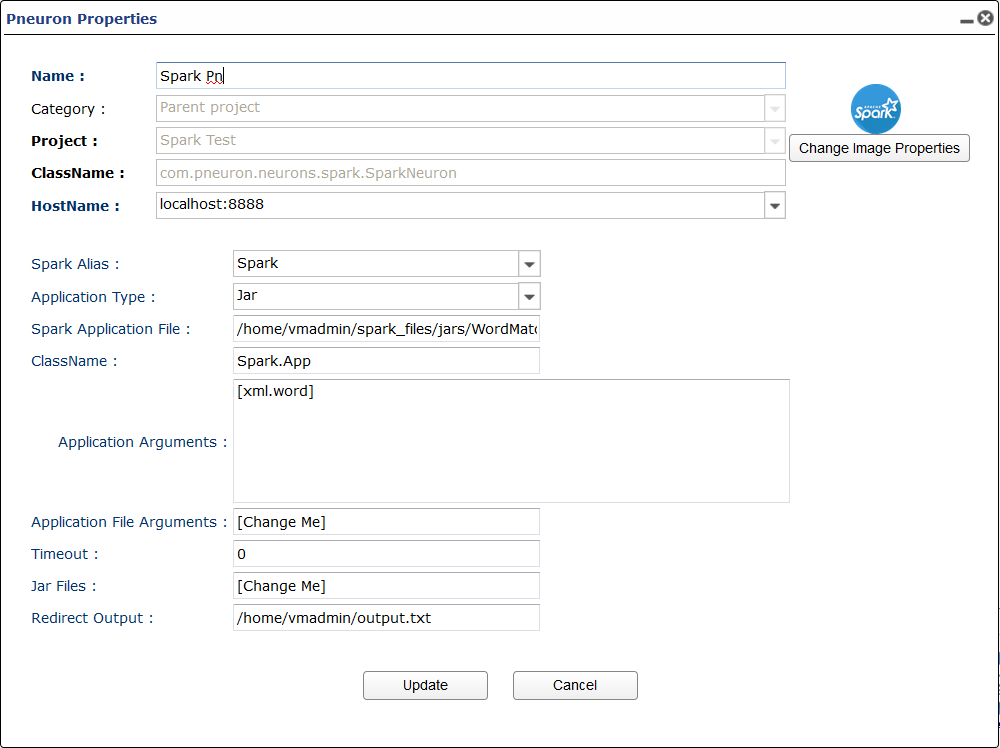 Pneuron Properties
Name : Spark Pn
Category : Parent project
Project : Spark Test
ClassName : com.pneuron.neurons.spark.SparkNeuron
HostName : localhost:8888
APACHE
Spark
Change Image Properties
Spark Alias : Spark
Application Type : Jar
Spark Application File : /home/vmadmin/spark_files/jars/WordMatc
ClassName : Spark.App
Application Arguments : [xml.word]
Application File Arguments : [Change Me]
Timeout : 0
Jar Files : [Change Me]
Redirect Output : /home/vmadmin/output.txt
Update Cancel